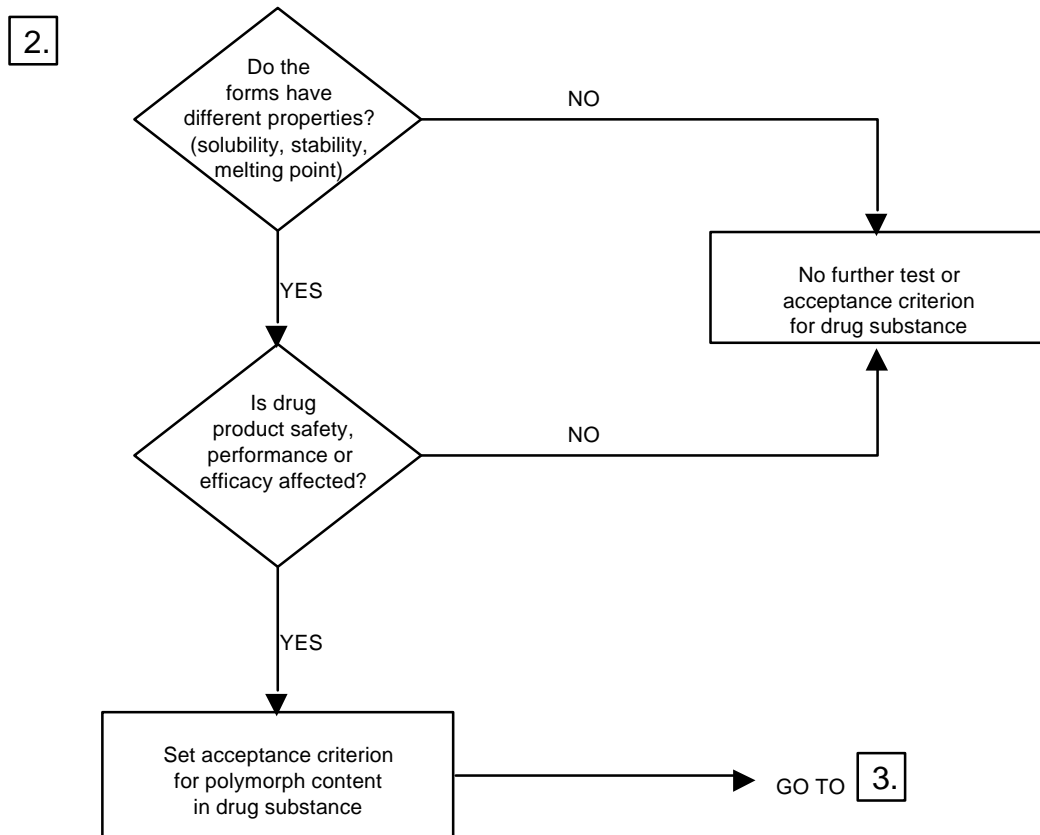 2.
Do the
forms have
different properties?
(solubility, stability,
melting point)
NO
No further test or
acceptance criterion
for drug substance
YES
Is drug
product safety,
performance or
efficacy affected?
NO
YES
Set acceptance criterion
for polymorph content
in drug substance
GO TO 3.